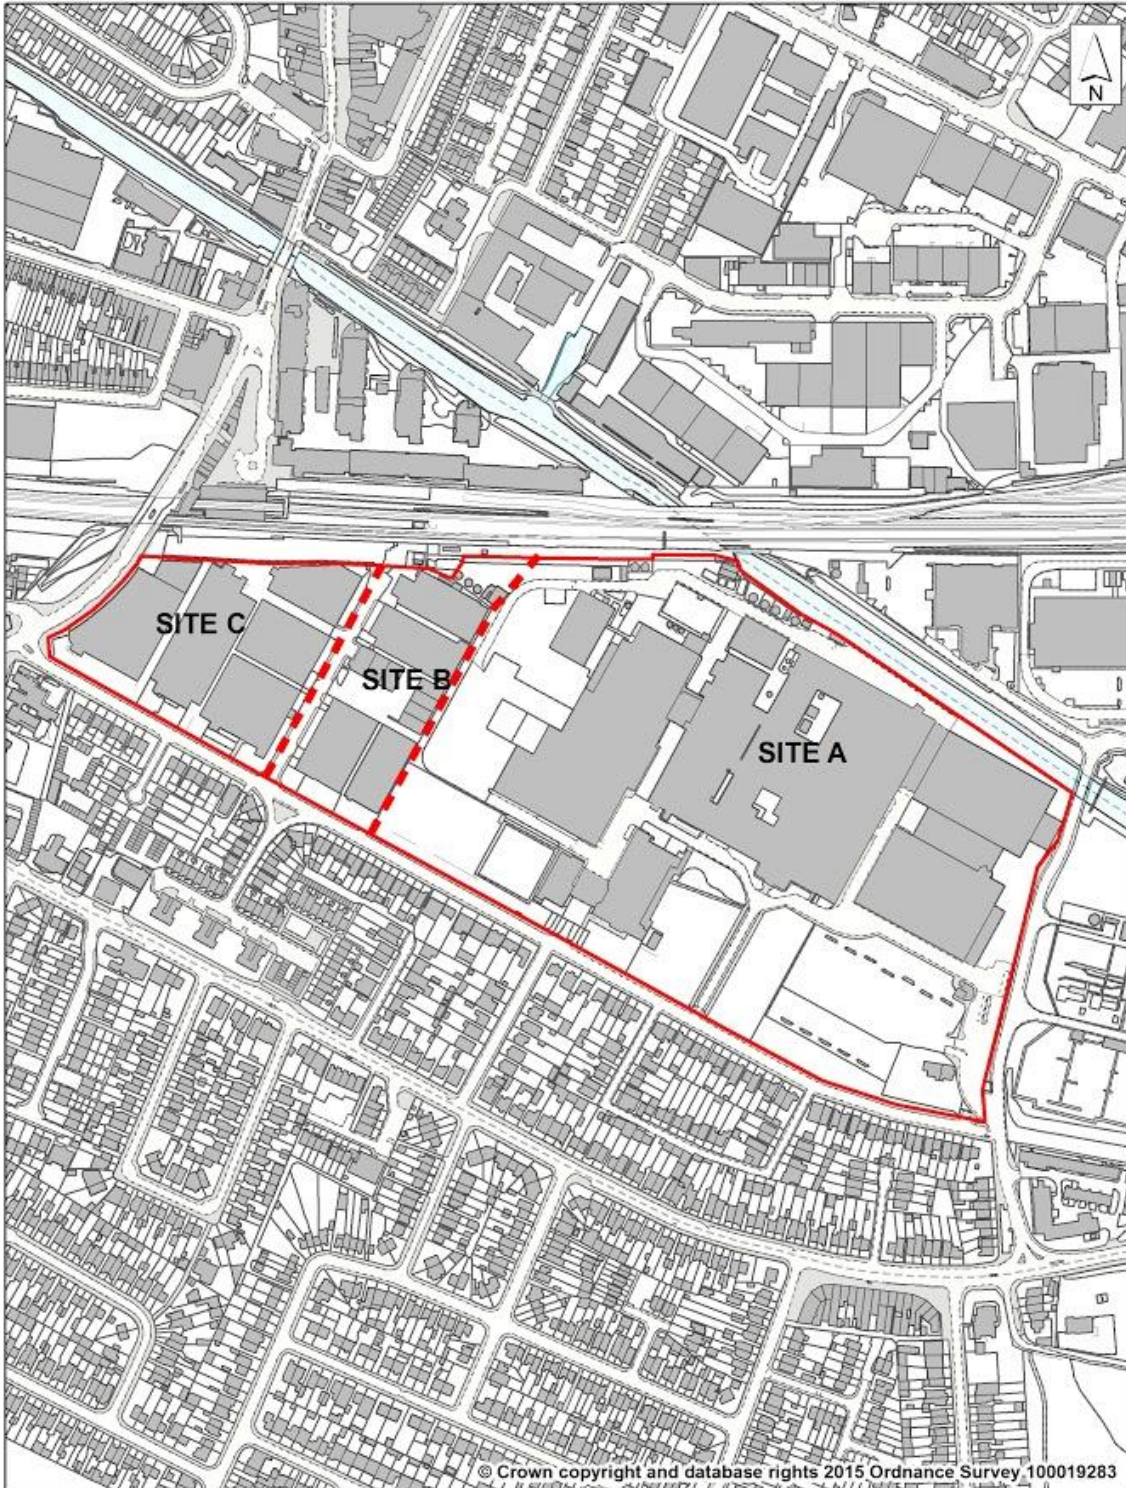 N
SITE C
SITE B
SITE A
© Crown copyright and database rights 2015 Ordnance Survey 100019283